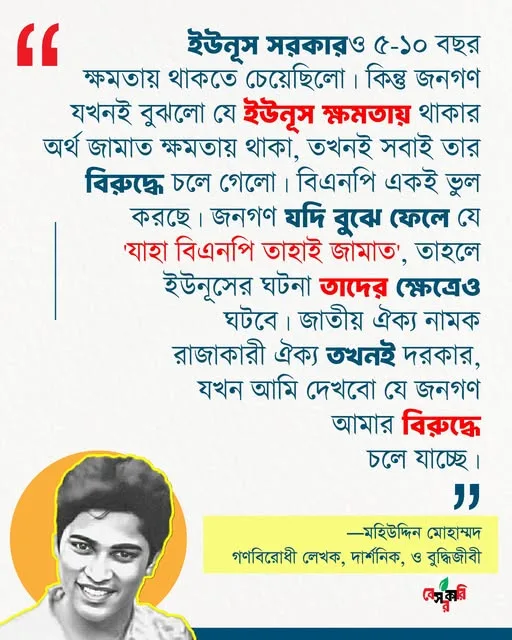 ইউনূস সরকারও ৫-১০ বছর
ক্ষমতায় থাকতে চেয়েছিলো। কিন্তু জনগণ
যখনই বুঝলো যে ইউনূস ক্ষমতায় থাকার
অর্থ জামাত ক্ষমতায় থাকা, তখনই সবাই তার
বিরুদ্ধে চলে গেলো। বিএনপি একই ভুল
করছে। জনগণ যদি বুঝে ফেলে যে
'যাহা বিএনপি তাহাই জামাত', তাহলে
ইউনূসের ঘটনা তাদের ক্ষেত্রেও
ঘটবে। জাতীয় ঐক্য নামক
রাজাকারী ঐক্য তখনই দরকার,
যখন আমি দেখবো যে জনগণ
আমার বিরুদ্ধে
চলে যাচ্ছে।
—মহিউদ্দিন মোহাম্মদ
গণবিরোধী লেখক, দার্শনিক, ও বুদ্ধিজীবী